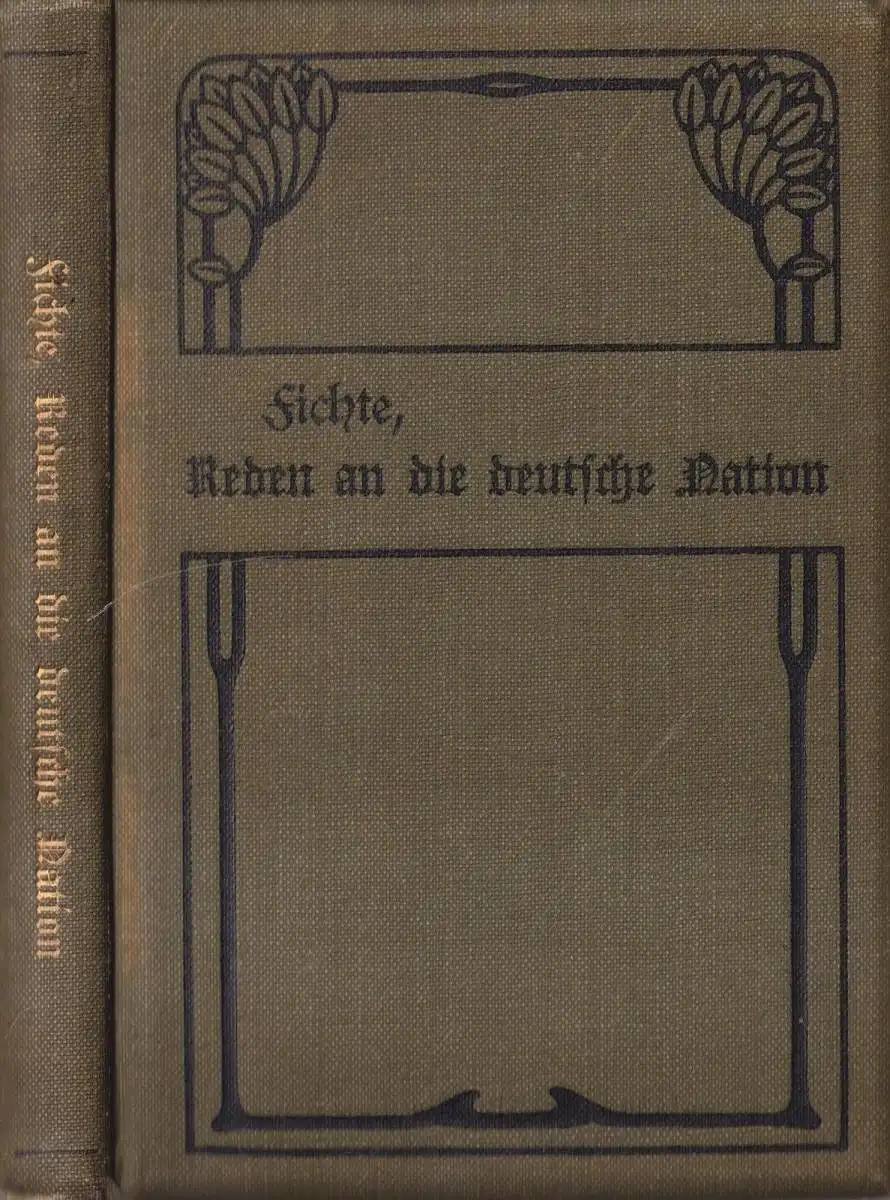 Fichte, Reden an die deutſche Nation
Fichte,
Reden an die deutſche Nation